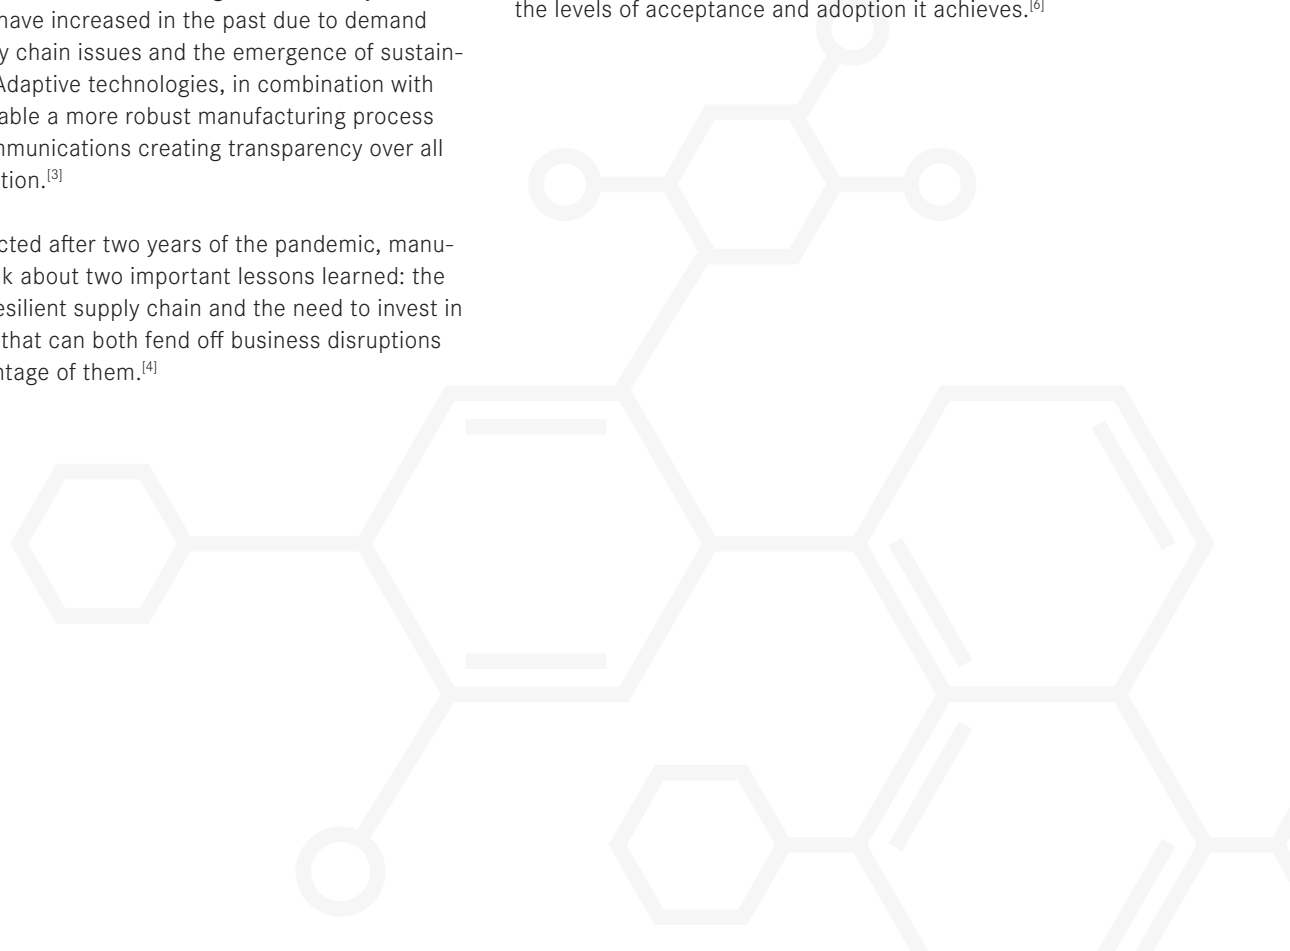 have increased in the past due to demand
y chain issues and the emergence of sustain-
Adaptive technologies, in combination with
able a more robust manufacturing process
mmunications creating transparency over all
tion.[3]
cted after two years of the pandemic, manu-
k about two important lessons learned: the
esilient supply chain and the need to invest in
that can both fend off business disruptions
ntage of them.[4]
the levels of acceptance and adoption it achieves.[6]